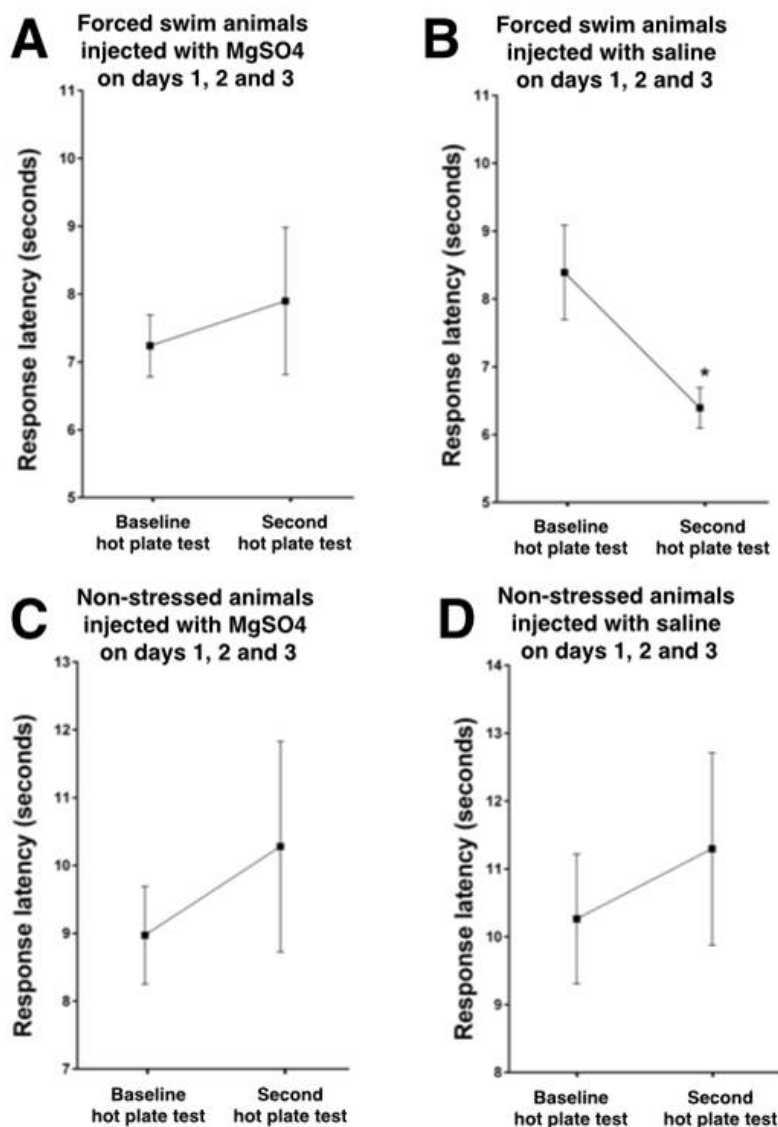 A
Forced swim animals
injected with MgSO4
on days 1, 2 and 3
11
10
9
8
7
6
5
Response latency (seconds)
Baseline
hot plate test
Second
hot plate test
B
Forced swim animals
injected with saline
on days 1, 2 and 3
11
10
9
8
7
6
5
Response latency (seconds)
*
Baseline
hot plate test
Second
hot plate test
C
Non-stressed animals
injected with MgSO4
on days 1, 2 and 3
13
12
11
10
9
8
7
Response latency (seconds)
Baseline
hot plate test
Second
hot plate test
D
Non-stressed animals
injected with saline
on days 1, 2 and 3
14
13
12
11
10
9
8
Response latency (seconds)
Baseline
hot plate test
Second
hot plate test